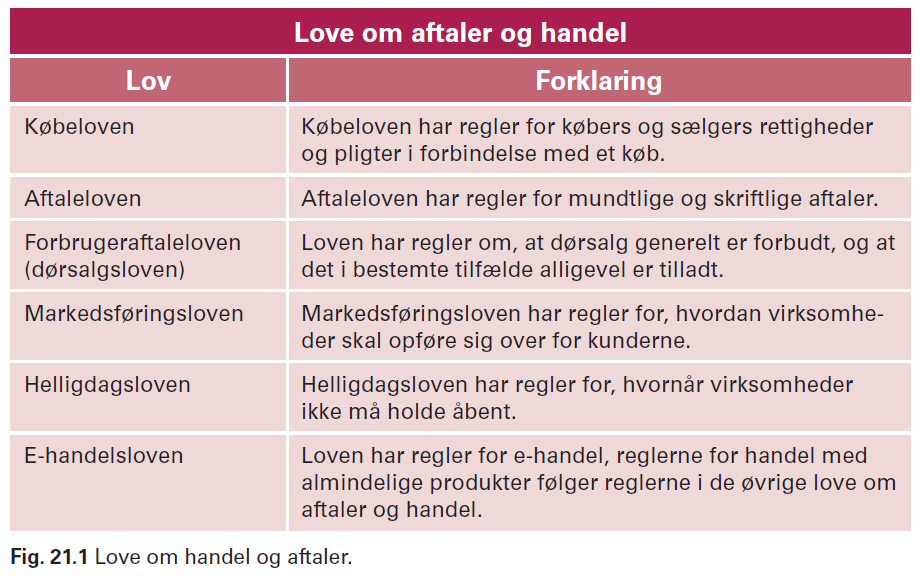 Love om aftaler og handel
Lov
Forklaring
Købeloven
Købeloven har regler for købers og sælgers rettigheder
og pligter i forbindelse med et køb.
Aftaleloven
Aftaleloven har regler for mundtlige og skriftlige aftaler.
Forbrugeraftaleloven
(dørsalgsloven)
Loven har regler om, at dørsalg generelt er forbudt, og at
det i bestemte tilfælde alligevel er tilladt.
Markedsføringsloven
Markedsføringsloven har regler for, hvordan virksomhe-
der skal opføre sig over for kunderne.
Helligdagsloven
Helligdagsloven har regler for, hvornår virksomheder
ikke må holde åbent.
E-handelsloven
Loven har regler for e-handel, reglerne for handel med
almindelige produkter følger reglerne i de øvrige love om
aftaler og handel.
Fig. 21.1 Love om handel og aftaler.